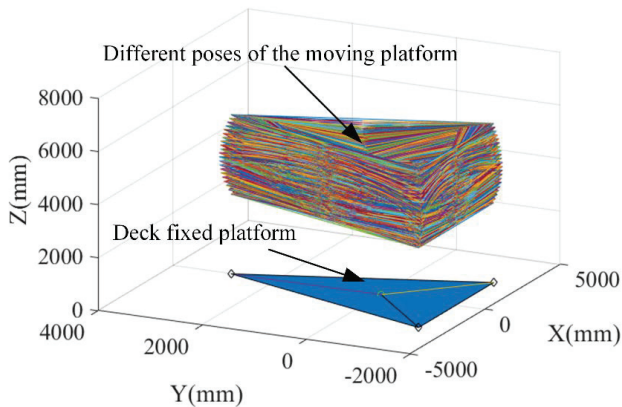 Different poses of the moving platform
8000
6000
4000
2000
0
Z(mm)
Deck fixed platform
4000
2000
0
-2000
Y(mm)
-5000
0
5000
X(mm)